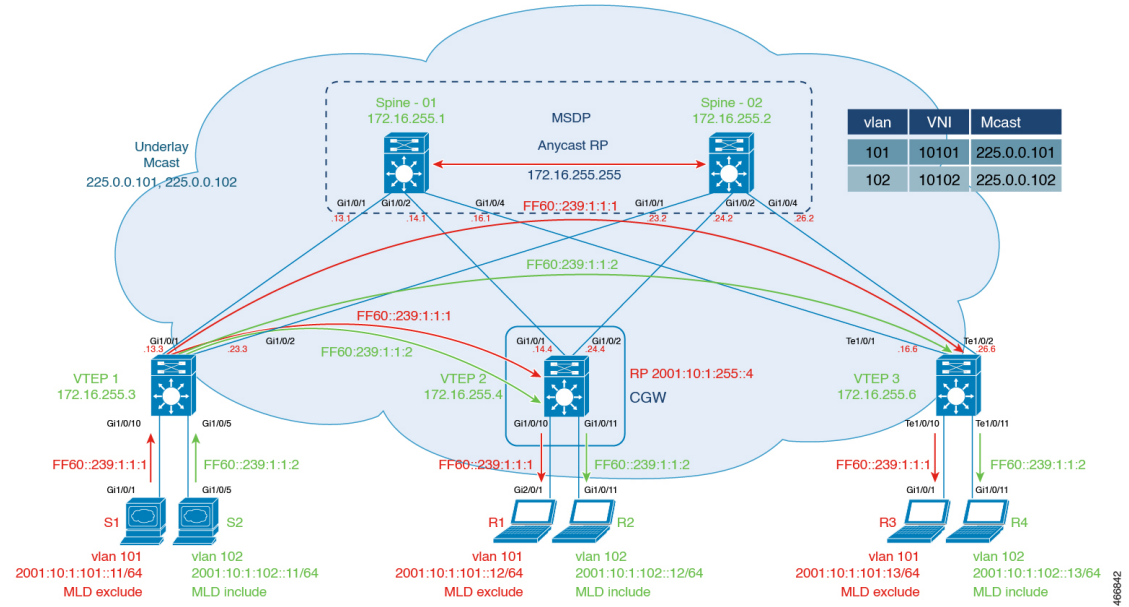 Spine - 01
172.16.255.1
MSDP
Spine - 02
172.16.255.2
Anycast RP
172.16.255.255
Underlay
Mcast
225.0.0.101, 225.0.0.102
vlan VNI Mcast
101 10101 225.0.0.101
102 10102 225.0.0.102
Gi1/0/1 Gi1/0/2 Gi1/0/4 Gi1/0/1 Gi1/0/2 Gi1/0/4
.13.1 .14.1 .16.1 .23.2 .24.2 .26.2
FF60::239:1:1:1
FF60:239:1:1:2
FF60::239:1:1:1
FF60:239:1:1:2
Gi1/0/1 Gi1/0/2 Gi1/0/1 Gi1/0/2 Te1/0/1 Te1/0/2
.13.3 .23.3 .14.4 .24.4 .16.6 .26.6
VTEP 1
172.16.255.3
VTEP 2
172.16.255.4
RP 2001:10:1:255::4
CGW
VTEP 3
172.16.255.6
Gi1/0/10 Gi1/0/5 Gi1/0/10 Gi1/0/11 Te1/0/10 Te1/0/11
FF60::239:1:1:1 FF60::239:1:1:2 FF60::239:1:1:1 FF60::239:1:1:2 FF60::239:1:1:1 FF60::239:1:1:2
Gi1/0/1 Gi1/0/5 Gi2/0/1 Gi1/0/11 Gi1/0/1 Gi1/0/11
S1 S2 R1 R2 R3 R4
vlan 101 vlan 102 vlan 101 vlan 102 vlan 101 vlan 102
2001:10:1:101::11/64 2001:10:1:102::11/64 2001:10:1:101::12/64 2001:10:1:102::12/64 2001:10:1:101:13/64 2001:10:1:102::13/64
MLD exclude MLD include MLD exclude MLD include MLD exclude MLD include
466842